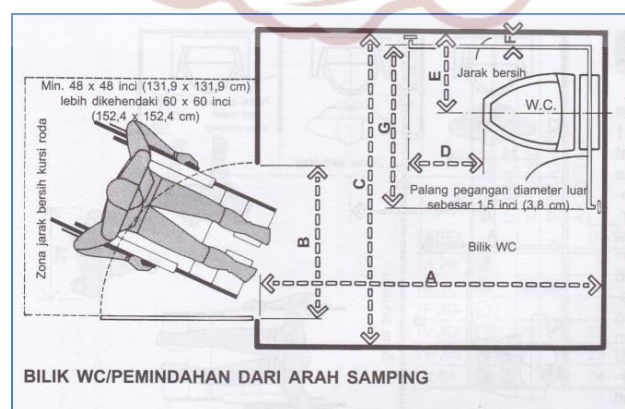 Min. 48 x 48 inci (131,9 x 131,9 cm)
lebih dikehendaki 60 x 60 inci
(152,4 x 152,4 cm)
Zona jarak bersih kursi roda
F
E
Jarak bersih
W.C.
G
D
C
Palang pegangan diameter luar
sebesar 1,5 inci (3,8 cm)
B
Bilik WC
A
BILIK WC/PEMINDAHAN DARI ARAH SAMPING